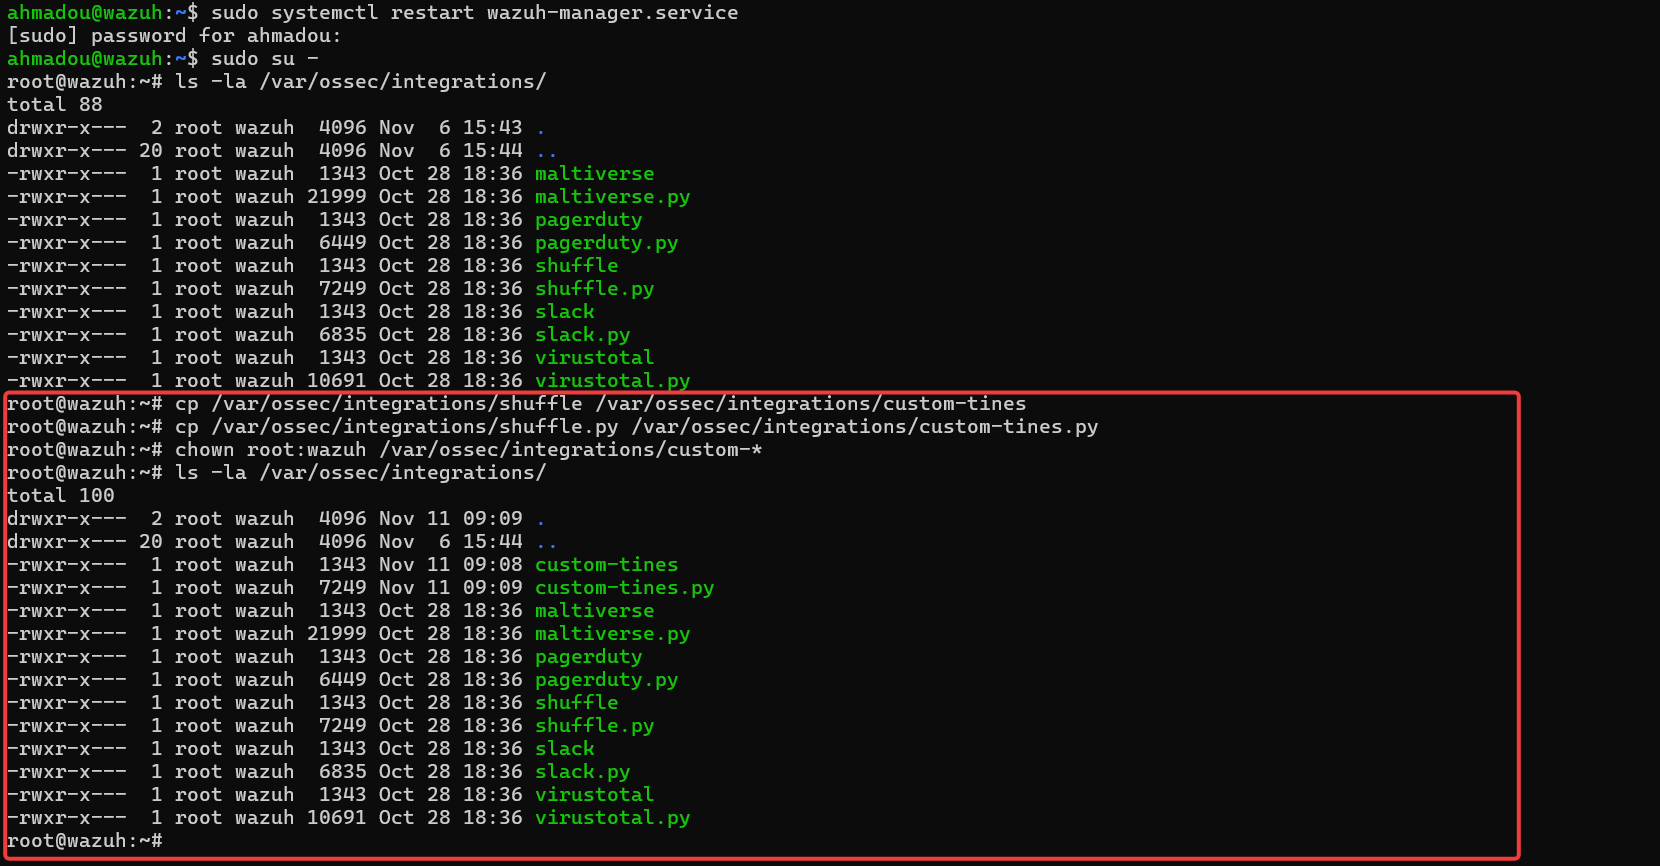 ahmadou@wazuh:~$ sudo systemctl restart wazuh-manager.service
[sudo] password for ahmadou:
ahmadou@wazuh:~$ sudo su -
root@wazuh:~# ls -la /var/ossec/integrations/
total 88
drwxr-x---  2 root wazuh  4096 Nov  6 15:43 .
drwxr-x--- 20 root wazuh  4096 Nov  6 15:44 ..
-rwxr-x---  1 root wazuh  1343 Oct 28 18:36 maltiverse
-rwxr-x---  1 root wazuh 21999 Oct 28 18:36 maltiverse.py
-rwxr-x---  1 root wazuh  1343 Oct 28 18:36 pagerduty
-rwxr-x---  1 root wazuh  6449 Oct 28 18:36 pagerduty.py
-rwxr-x---  1 root wazuh  1343 Oct 28 18:36 shuffle
-rwxr-x---  1 root wazuh  7249 Oct 28 18:36 shuffle.py
-rwxr-x---  1 root wazuh  1343 Oct 28 18:36 slack
-rwxr-x---  1 root wazuh  6835 Oct 28 18:36 slack.py
-rwxr-x---  1 root wazuh  1343 Oct 28 18:36 virustotal
-rwxr-x---  1 root wazuh 10691 Oct 28 18:36 virustotal.py
root@wazuh:~# cp /var/ossec/integrations/shuffle /var/ossec/integrations/custom-tines
root@wazuh:~# cp /var/ossec/integrations/shuffle.py /var/ossec/integrations/custom-tines.py
root@wazuh:~# chown root:wazuh /var/ossec/integrations/custom-*
root@wazuh:~# ls -la /var/ossec/integrations/
total 100
drwxr-x---  2 root wazuh  4096 Nov 11 09:09 .
drwxr-x--- 20 root wazuh  4096 Nov  6 15:44 ..
-rwxr-x---  1 root wazuh  1343 Nov 11 09:08 custom-tines
-rwxr-x---  1 root wazuh  7249 Nov 11 09:09 custom-tines.py
-rwxr-x---  1 root wazuh  1343 Oct 28 18:36 maltiverse
-rwxr-x---  1 root wazuh 21999 Oct 28 18:36 maltiverse.py
-rwxr-x---  1 root wazuh  1343 Oct 28 18:36 pagerduty
-rwxr-x---  1 root wazuh  6449 Oct 28 18:36 pagerduty.py
-rwxr-x---  1 root wazuh  1343 Oct 28 18:36 shuffle
-rwxr-x---  1 root wazuh  7249 Oct 28 18:36 shuffle.py
-rwxr-x---  1 root wazuh  1343 Oct 28 18:36 slack
-rwxr-x---  1 root wazuh  6835 Oct 28 18:36 slack.py
-rwxr-x---  1 root wazuh  1343 Oct 28 18:36 virustotal
-rwxr-x---  1 root wazuh 10691 Oct 28 18:36 virustotal.py
root@wazuh:~#